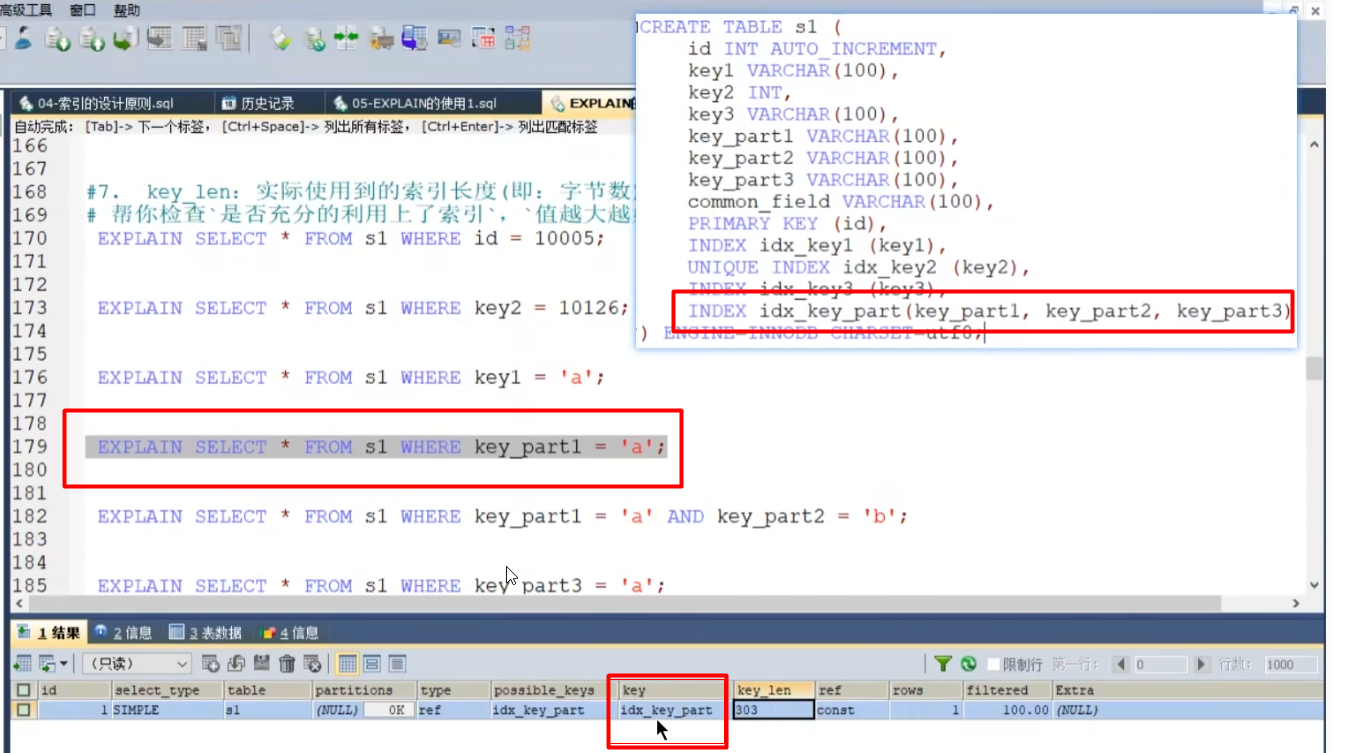 高级工具 窗口 帮助
04-索引的设计原则.sql 历史记录 05-EXPLAIN的使用1.sql EXPLAIN
自动完成: [Tab]-> 下一个标签, [Ctrl+Space]-> 列出所有标签, [Ctrl+Enter]-> 列出匹配标签
CREATE TABLE s1 (
id INT AUTO_INCREMENT,
key1 VARCHAR(100),
key2 INT,
key3 VARCHAR(100),
key_part1 VARCHAR(100),
key_part2 VARCHAR(100),
key_part3 VARCHAR(100),
common_field VARCHAR(100),
PRIMARY KEY (id),
INDEX idx_key1 (key1),
UNIQUE INDEX idx_key2 (key2),
INDEX idx_key3 (key3),
INDEX idx_key_part(key_part1, key_part2, key_part3)
) ENGINE=INNODB CHARSET=utf8;
166
167
168 #7. key_len: 实际使用到的索引长度(即: 字节数)
169 # 帮你检查`是否充分的利用上了索引`, `值越大越
170 EXPLAIN SELECT * FROM s1 WHERE id = 10005;
171
172
173 EXPLAIN SELECT * FROM s1 WHERE key2 = 10126;
174
175
176 EXPLAIN SELECT * FROM s1 WHERE key1 = 'a';
177
178
179 EXPLAIN SELECT * FROM s1 WHERE key_part1 = 'a';
180
181
182 EXPLAIN SELECT * FROM s1 WHERE key_part1 = 'a' AND key_part2 = 'b';
183
184
185 EXPLAIN SELECT * FROM s1 WHERE key_part3 = 'a';
1 结果 2 信息 3 表数据 4 信息
(只读) 限制行 第一行: 0 行数: 1000
id select_type table partitions type possible_keys key key_len ref rows filtered Extra
1 SIMPLE s1 (NULL) 0K ref idx_key_part idx_key_part 303 const 1 100.00 (NULL)